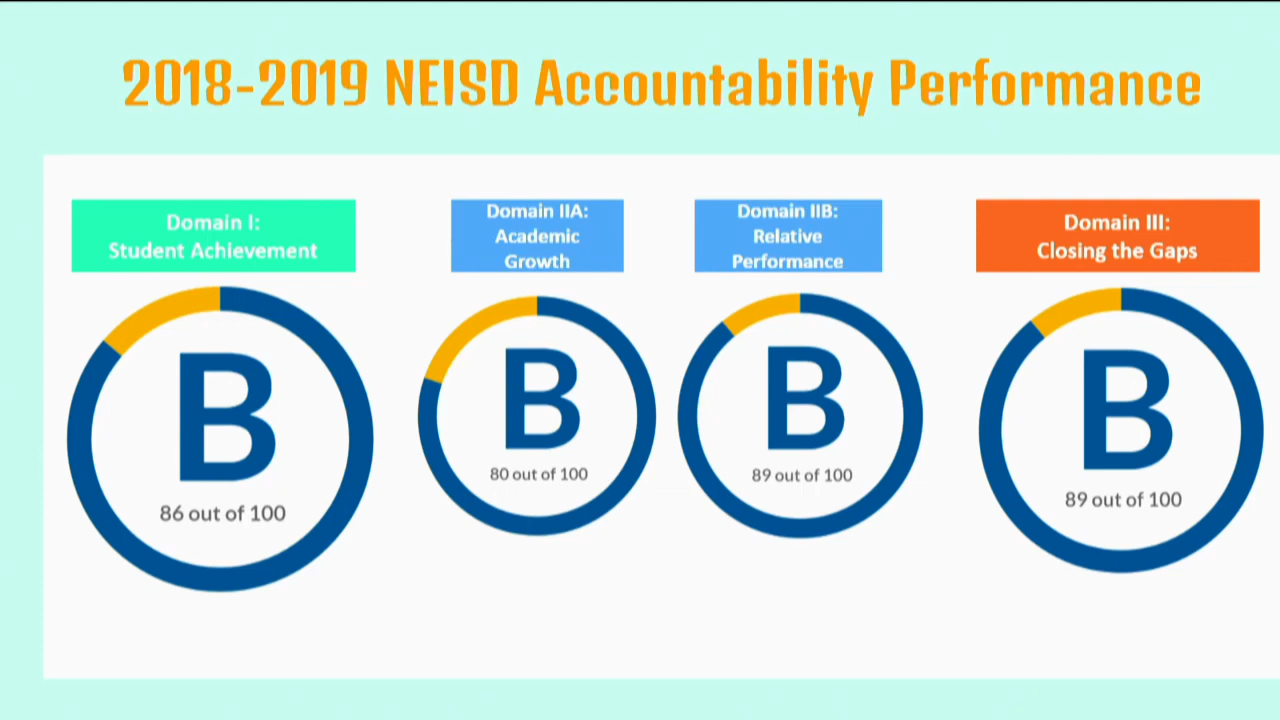 2018-2019 NEISD Accountability Performance
Domain I:
Student Achievement
B
86 out of 100
Domain IIA:
Academic
Growth
B
80 out of 100
Domain IIB:
Relative
Performance
B
89 out of 100
Domain III:
Closing the Gaps
B
89 out of 100